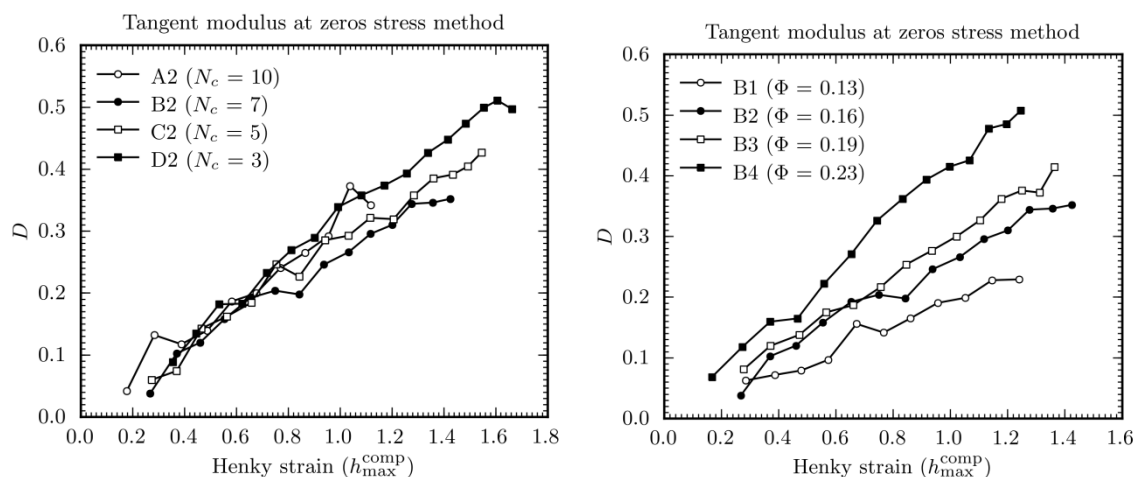 Tangent modulus at zeros stress method
0.6
0.5
0.4
0.3
0.2
0.1
0.0
D
A2 (N_c = 10)
B2 (N_c = 7)
C2 (N_c = 5)
D2 (N_c = 3)
0.0 0.2 0.4 0.6 0.8 1.0 1.2 1.4 1.6 1.8
Henky strain (h_max^comp)
Tangent modulus at zeros stress method
0.6
0.5
0.4
0.3
0.2
0.1
0.0
D
B1 (Φ = 0.13)
B2 (Φ = 0.16)
B3 (Φ = 0.19)
B4 (Φ = 0.23)
0.0 0.2 0.4 0.6 0.8 1.0 1.2 1.4 1.6
Henky strain (h_max^comp)